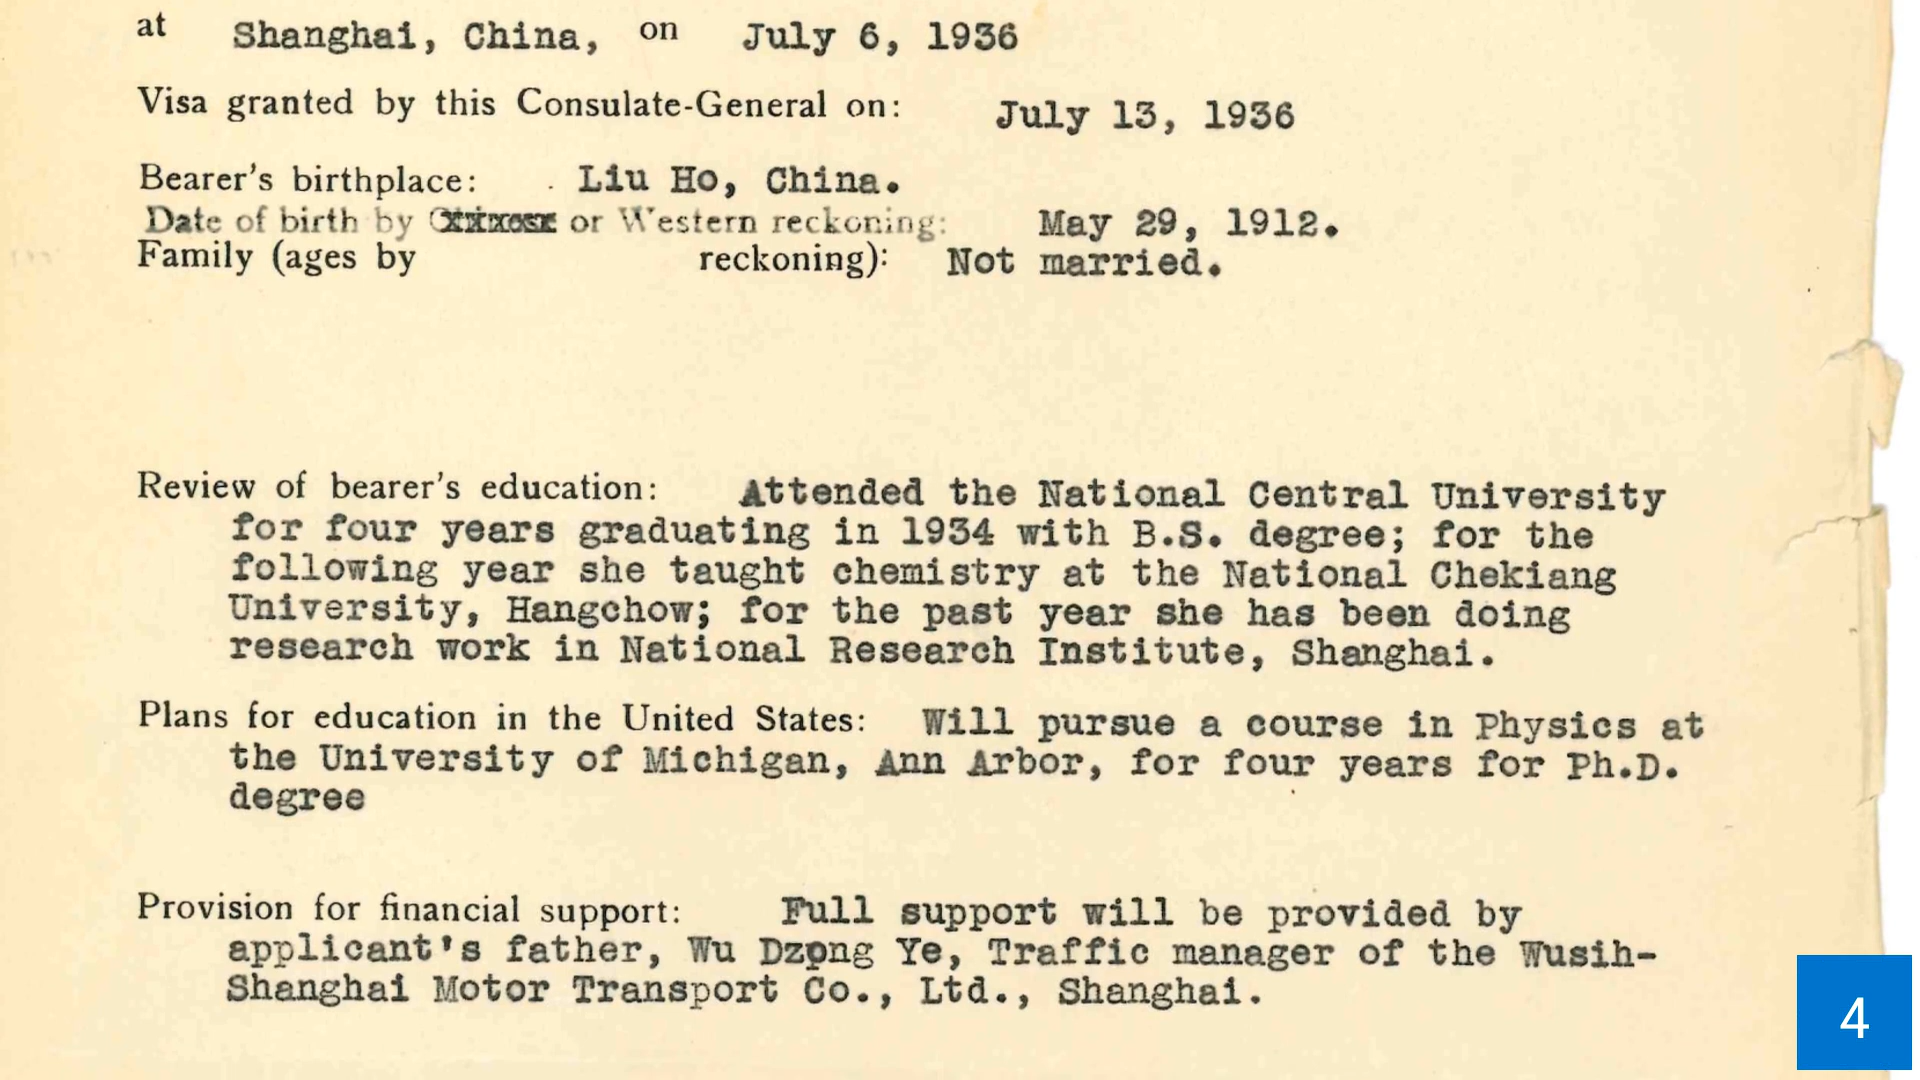 at Shanghai, China, on July 6, 1936
Visa granted by this Consulate-General on: July 13, 1936
Bearer's birthplace: Liu Ho, China.
Date of birth by or Western reckoning: May 29, 1912.
Family (ages by reckoning): Not married.
Review of bearer's education: Attended the National Central University
for four years graduating in 1934 with B.S. degree; for the
following year she taught chemistry at the National Chekiang
University, Hangchow; for the past year she has been doing
research work in National Research Institute, Shanghai.
Plans for education in the United States: Will pursue a course in Physics at
the University of Michigan, Ann Arbor, for four years for Ph.D.
degree
Provision for financial support: Full support will be provided by
applicant's father, Wu Dzong Ye, Traffic manager of the Wusih-
Shanghai Motor Transport Co., Ltd., Shanghai.
4